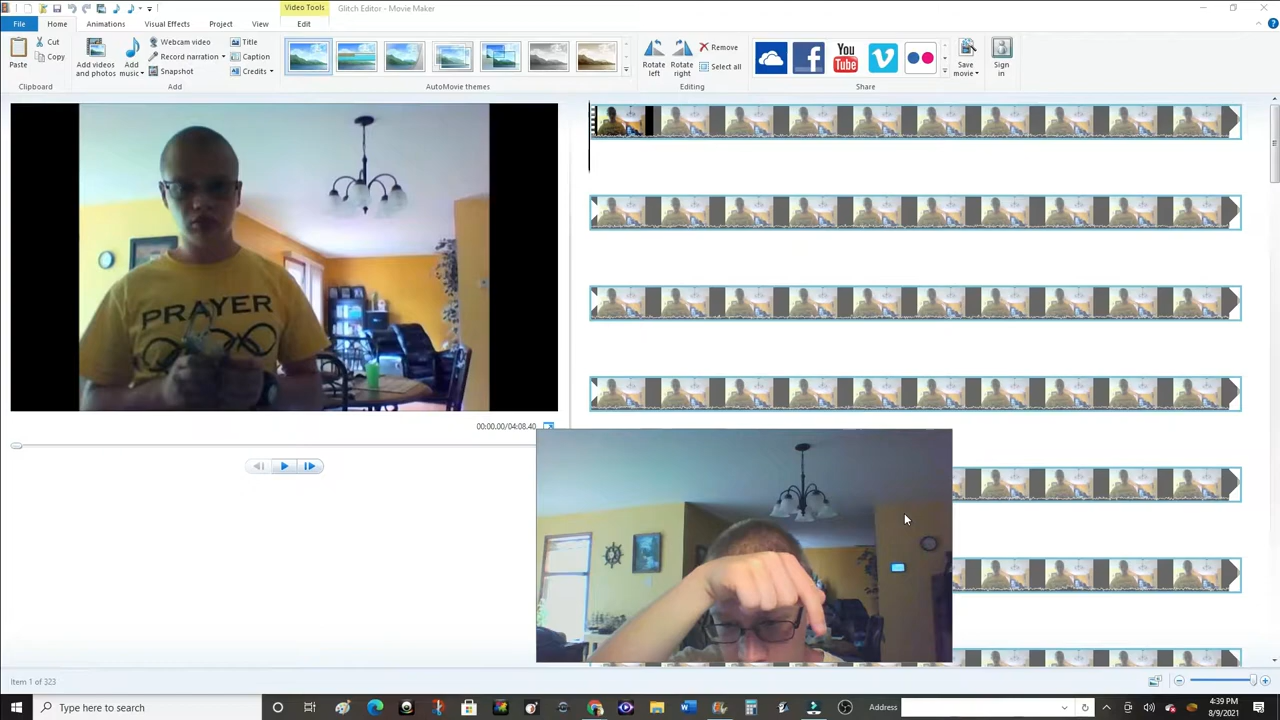 Video Tools
Glitch Editor - Movie Maker
File
Home
Animations
Visual Effects
Project
View
Edit
Paste
Cut
Copy
Clipboard
Add videos
and photos
Add
music
Webcam video
Record narration
Snapshot
Title
Caption
Credits
Add
AutoMovie themes
Rotate
left
Rotate
right
Remove
Select all
Editing
You
Tube
Share
Save
movie
Sign
in
PRAYER
00:00.00/04:08.40
Item 1 of 323
Type here to search
Address
4:39 PM
8/9/2021